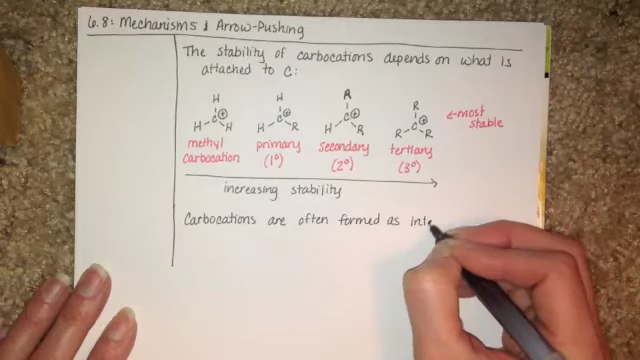 6.8: Mechanisms & Arrow-Pushing
The stability of carbocations depends on what is
attached to C:
H H R R
C⊕ C⊕ C⊕ C⊕
H H H R H R R R
←most
stable
methyl primary secondary tertiary
carbocation (1°) (2°) (3°)
increasing stability
Carbocations are often formed as inte